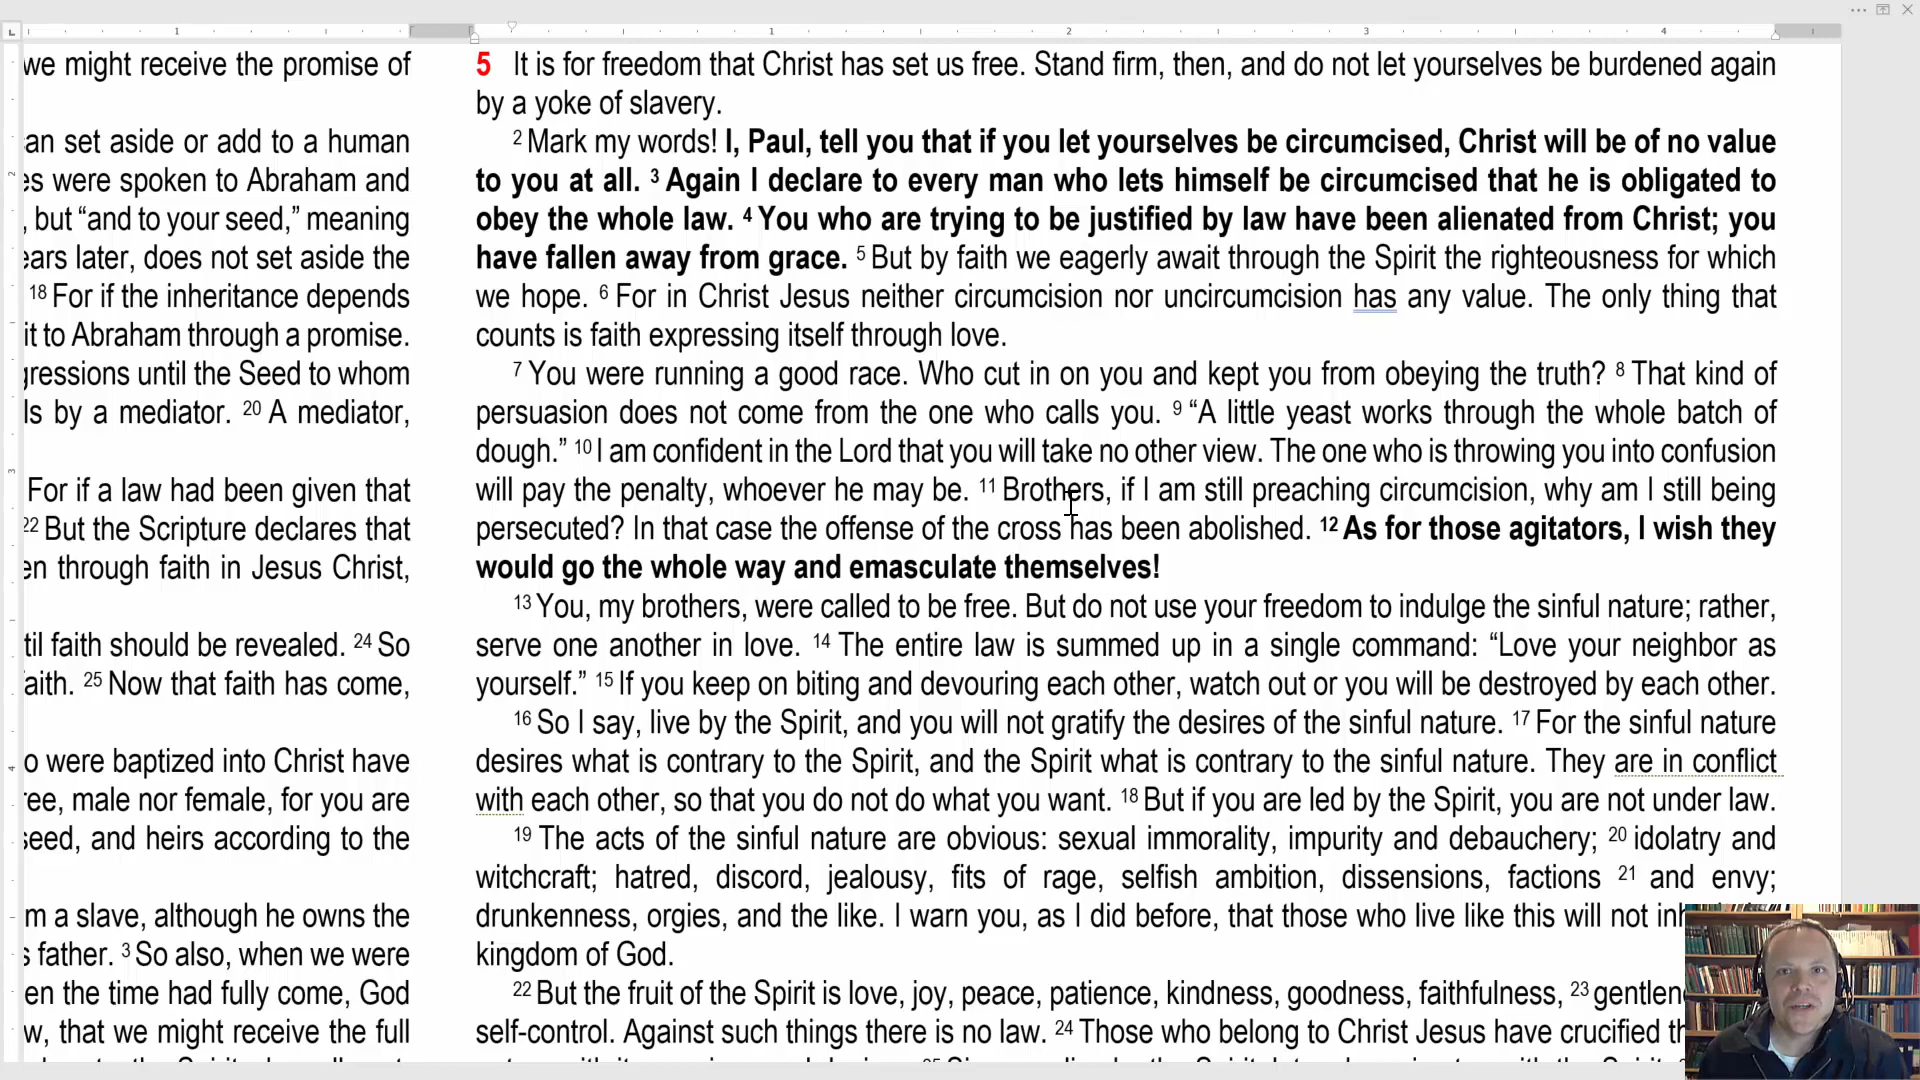 we might receive the promise of
can set aside or add to a human
es were spoken to Abraham and
, but “and to your seed,” meaning
ears later, does not set aside the
18 For if the inheritance depends
it to Abraham through a promise.
gressions until the Seed to whom
ls by a mediator. 20 A mediator,
For if a law had been given that
22 But the Scripture declares that
en through faith in Jesus Christ,
til faith should be revealed. 24 So
faith. 25 Now that faith has come,
o were baptized into Christ have
ree, male nor female, for you are
seed, and heirs according to the
m a slave, although he owns the
s father. 3 So also, when we were
en the time had fully come, God
w, that we might receive the full
5 It is for freedom that Christ has set us free. Stand firm, then, and do not let yourselves be burdened again
by a yoke of slavery.
2 Mark my words! I, Paul, tell you that if you let yourselves be circumcised, Christ will be of no value
to you at all. 3 Again I declare to every man who lets himself be circumcised that he is obligated to
obey the whole law. 4 You who are trying to be justified by law have been alienated from Christ; you
have fallen away from grace. 5 But by faith we eagerly await through the Spirit the righteousness for which
we hope. 6 For in Christ Jesus neither circumcision nor uncircumcision has any value. The only thing that
counts is faith expressing itself through love.
7 You were running a good race. Who cut in on you and kept you from obeying the truth? 8 That kind of
persuasion does not come from the one who calls you. 9 “A little yeast works through the whole batch of
dough.” 10 I am confident in the Lord that you will take no other view. The one who is throwing you into confusion
will pay the penalty, whoever he may be. 11 Brothers, if I am still preaching circumcision, why am I still being
persecuted? In that case the offense of the cross has been abolished. 12 As for those agitators, I wish they
would go the whole way and emasculate themselves!
13 You, my brothers, were called to be free. But do not use your freedom to indulge the sinful nature; rather,
serve one another in love. 14 The entire law is summed up in a single command: “Love your neighbor as
yourself.” 15 If you keep on biting and devouring each other, watch out or you will be destroyed by each other.
16 So I say, live by the Spirit, and you will not gratify the desires of the sinful nature. 17 For the sinful nature
desires what is contrary to the Spirit, and the Spirit what is contrary to the sinful nature. They are in conflict
with each other, so that you do not do what you want. 18 But if you are led by the Spirit, you are not under law.
19 The acts of the sinful nature are obvious: sexual immorality, impurity and debauchery; 20 idolatry and
witchcraft; hatred, discord, jealousy, fits of rage, selfish ambition, dissensions, factions 21 and envy;
drunkenness, orgies, and the like. I warn you, as I did before, that those who live like this will not inh
kingdom of God.
22 But the fruit of the Spirit is love, joy, peace, patience, kindness, goodness, faithfulness, 23 gentlen
self-control. Against such things there is no law. 24 Those who belong to Christ Jesus have crucified th